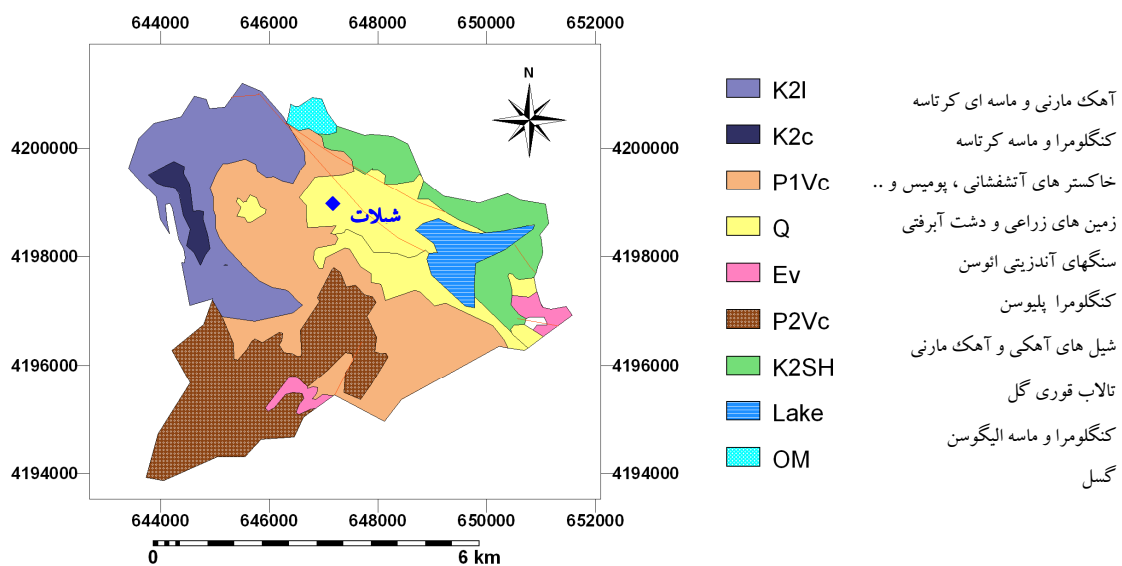 644000 646000 648000 650000 652000
N
4200000 4200000
4198000 4198000
4196000 4196000
4194000 4194000
شلات
644000 646000 648000 650000 652000
0 6 km
K2l آهک مارنی و ماسه ای کرتاسه
K2c کنگلومرا و ماسه کرتاسه
P1Vc خاکستر های آتشفشانی ، پومیس و ..
Q زمین های زراعی و دشت آبرفتی
Ev سنگهای آندزیتی ائوسن
P2Vc کنگلومرا پلیوسن
K2SH شیل های آهکی و آهک مارنی
Lake تالاب قوری گل
OM کنگلومرا و ماسه الیگوسن
گسل